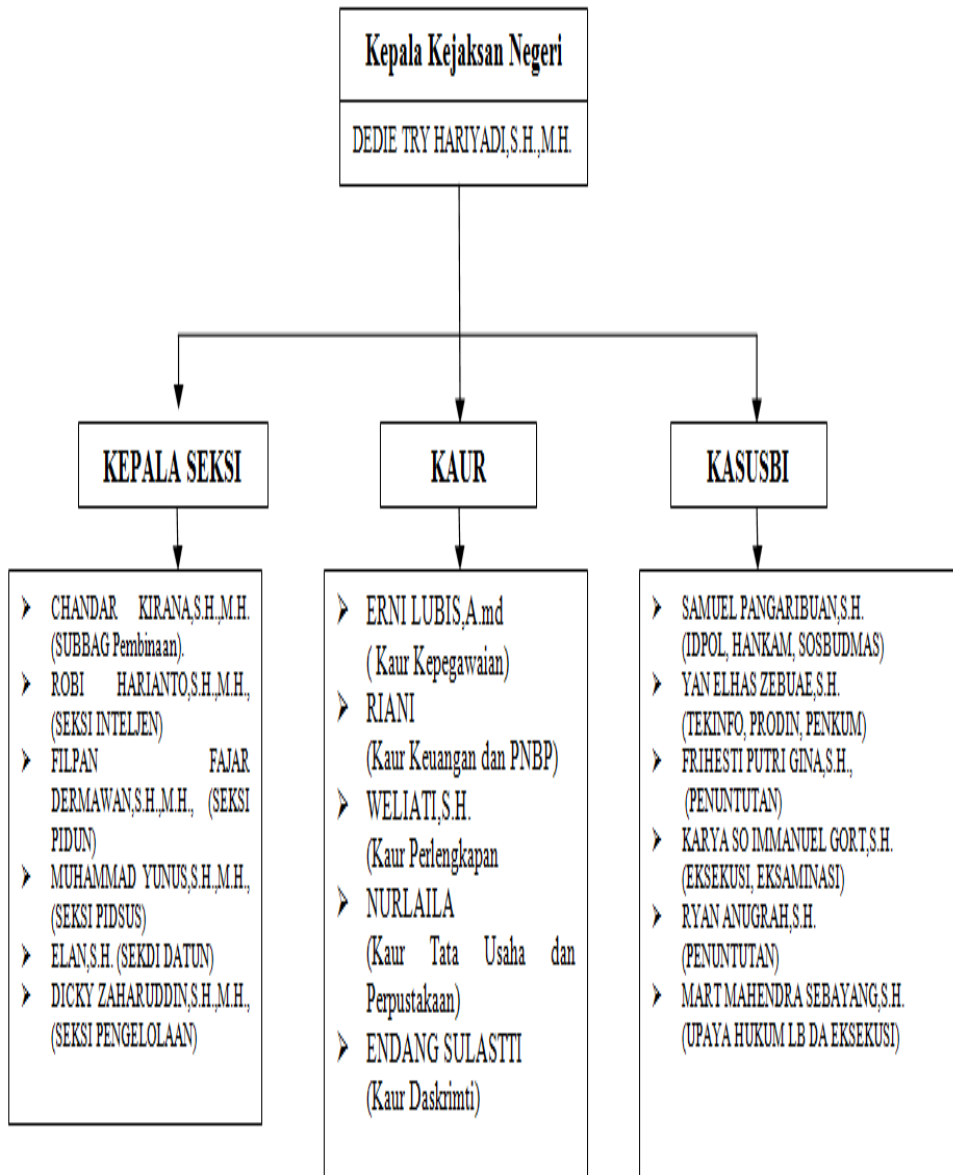 Kepala Kejaksan Negeri
DEDIE TRY HARIYADI,S.H.,M.H.
KEPALA SEKSI
KAUR
KASUSBI
CHANDAR KIRANA,S.H.,M.H.
(SUBBAG Pembinaan).
ROBI HARIANTO,S.H.,M.H.,
(SEKSI INTELJEN)
FILPAN FAJAR
DERMAWAN,S.H.,M.H., (SEKSI
PIDUN)
MUHAMMAD YUNUS,S.H.,M.H.,
(SEKSI PIDSUS)
ELAN,S.H. (SEKDI DATUN)
DICKY ZAHARUDDIN,S.H.,M.H.,
(SEKSI PENGELOLAAN)
ERNI LUBIS,A.md
( Kaur Kepegawaian)
RIANI
(Kaur Keuangan dan PNBP)
WELIATI,S.H.
(Kaur Perlengkapan
NURLAILA
(Kaur Tata Usaha dan
Perpustakaan)
ENDANG SULASTTI
(Kaur Daskrimti)
SAMUEL PANGARIBUAN,S.H.
(IDPOL, HANKAM, SOSBUDMAS)
YAN ELHAS ZEBUAE,S.H.
(TEKINFO, PRODIN, PENKUM)
FRIHESTI PUTRI GINA,S.H.,
(PENUNTUTAN)
KARYA SO IMMANUEL GORT,S.H.
(EKSEKUSI, EKSAMINASI)
RYAN ANUGRAH,S.H.
(PENUNTUTAN)
MART MAHENDRA SEBAYANG,S.H.
(UPAYA HUKUM LB DA EKSEKUSI)